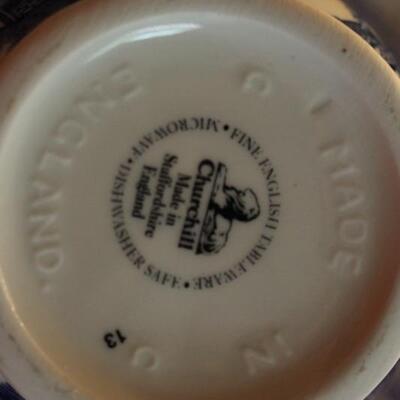 FINE ENGLISH TABLEWARE • DISHWASHER SAFE • MICROWAVE •
Churchill
Made in
Staffordshire
England
MADE IN ENGLAND.
13